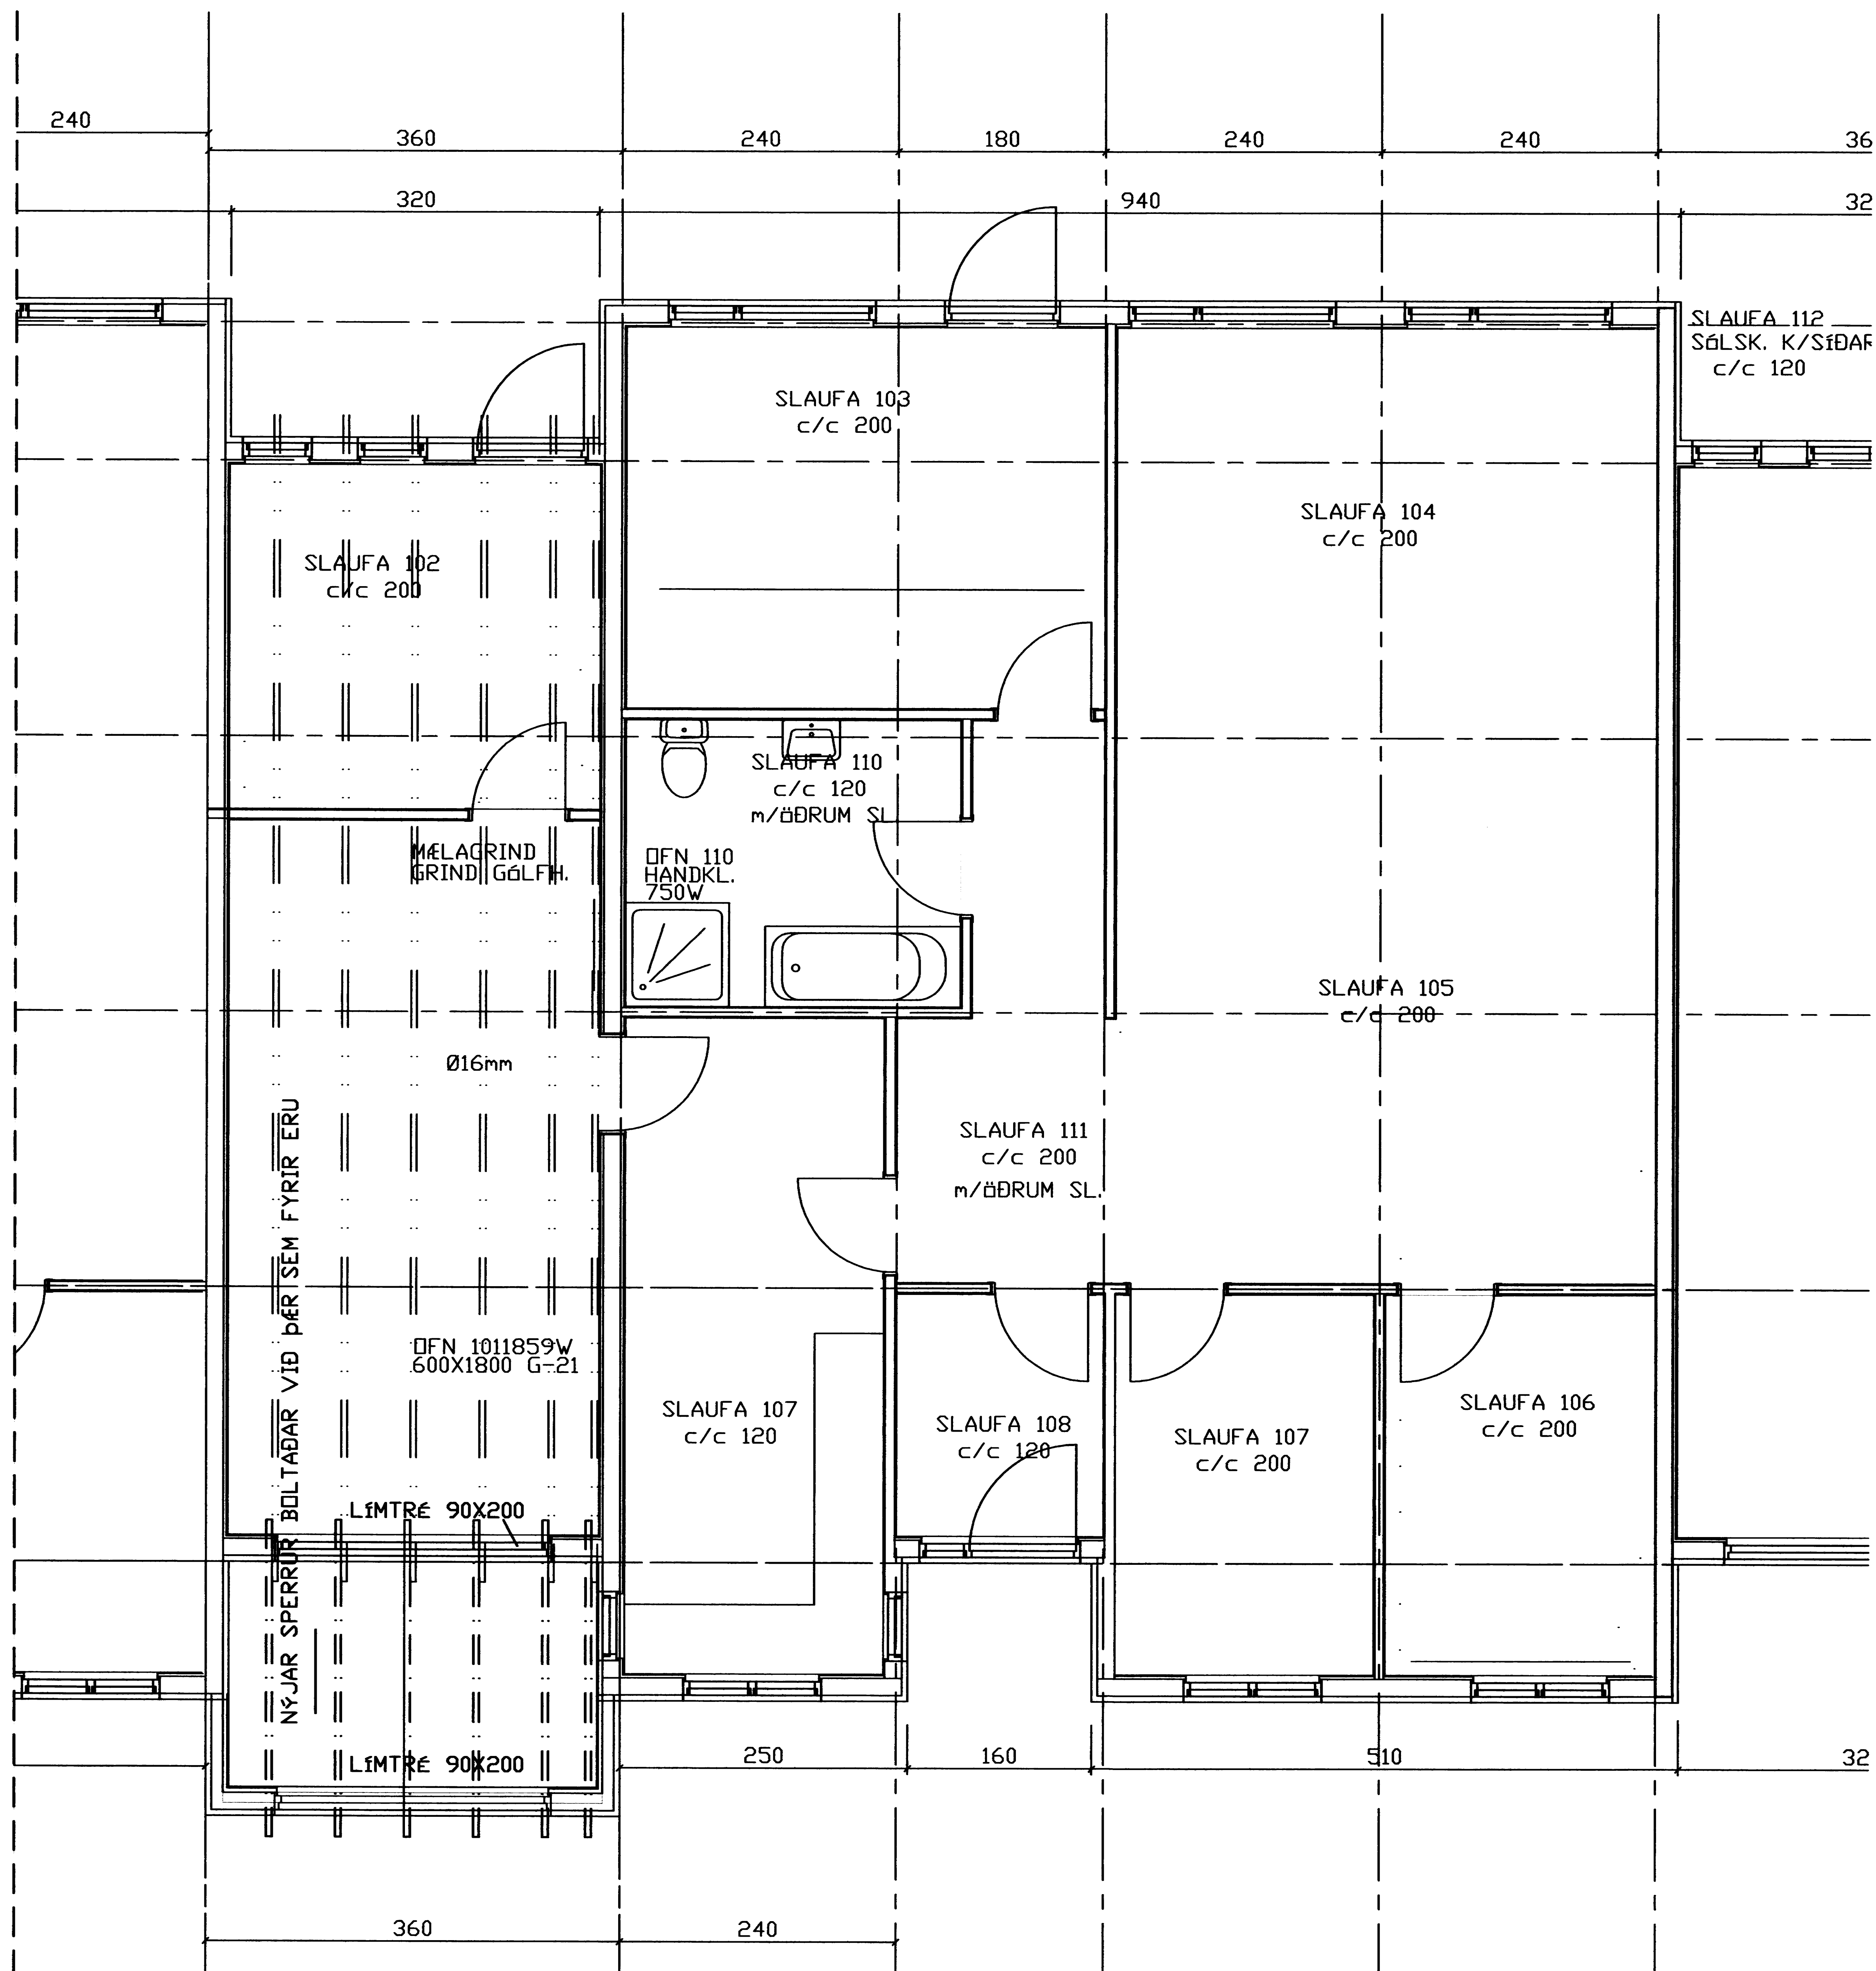 240
360
240
180
240
240
36
320
940
32
SLAUFA 112
SóLSK. K/SíÐAR
c/c 120
SLAUFA 103
c/c 200
SLAUFA 104
c/c 200
SLAUFA 102
c/c 200
SLAUFA 110
c/c 120
m/öÐRUM SL
MÆLAGRIND
GRIND GóLFH.
OFN 110
HANDKL.
750W
SLAUFA 105
c/c 200
Ø16mm
SLAUFA 111
c/c 200
m/öÐRUM SL.
NÝJAR SPERRUR BOLTAÐAR VIÐ ÞÆR SEM FYRIR ERU
OFN 1011859W
600X1800 G-21
SLAUFA 107
c/c 120
SLAUFA 108
c/c 120
SLAUFA 107
c/c 200
SLAUFA 106
c/c 200
LíMTRÉ 90X200
LíMTRÉ 90X200
250
160
510
32
360
240